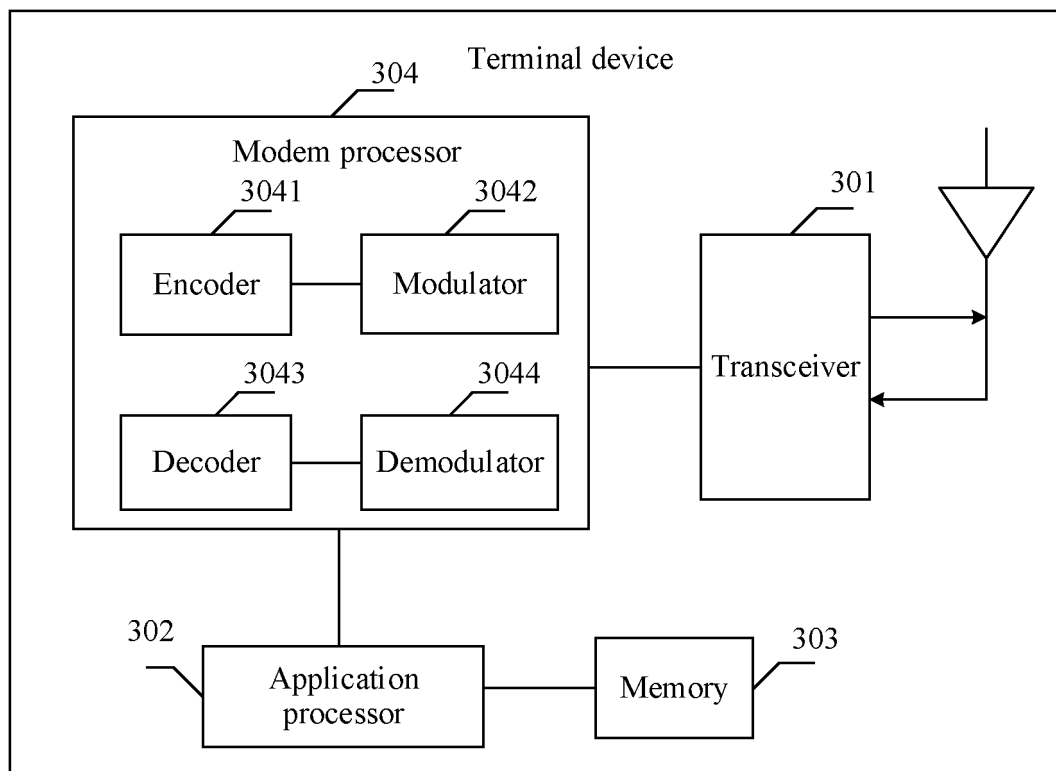 Terminal device
304
Modem processor
3041
3042
301
Encoder
Modulator
3043
3044
Transceiver
Decoder
Demodulator
302
303
Application
processor
Memory